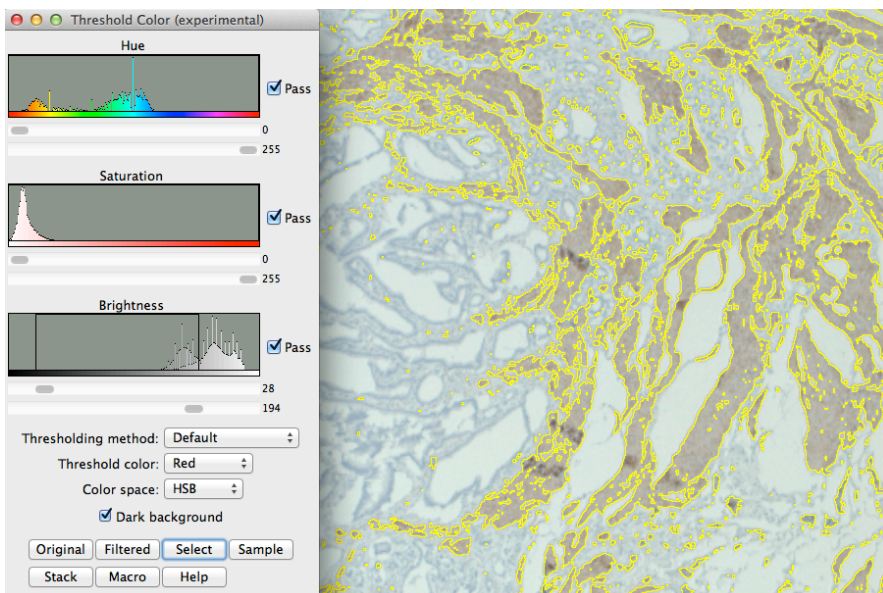 Threshold Color (experimental)
Hue
Pass
0
255
Saturation
Pass
0
255
Brightness
Pass
28
194
Thresholding method: Default
Threshold color: Red
Color space: HSB
Dark background
Original Filtered Select Sample
Stack Macro Help